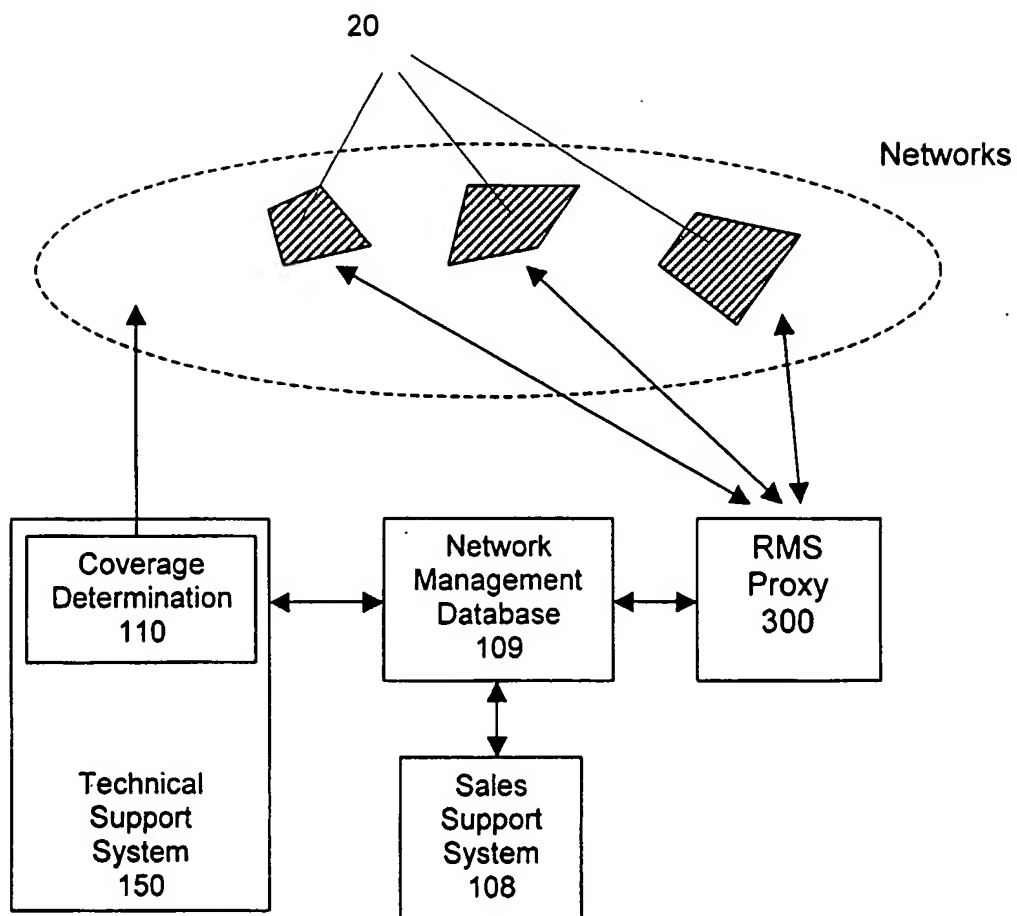 20
Networks
Coverage
Determination
110
Network
Management
Database
109
RMS
Proxy
300
Technical
Support
System
150
Sales
Support
System
108